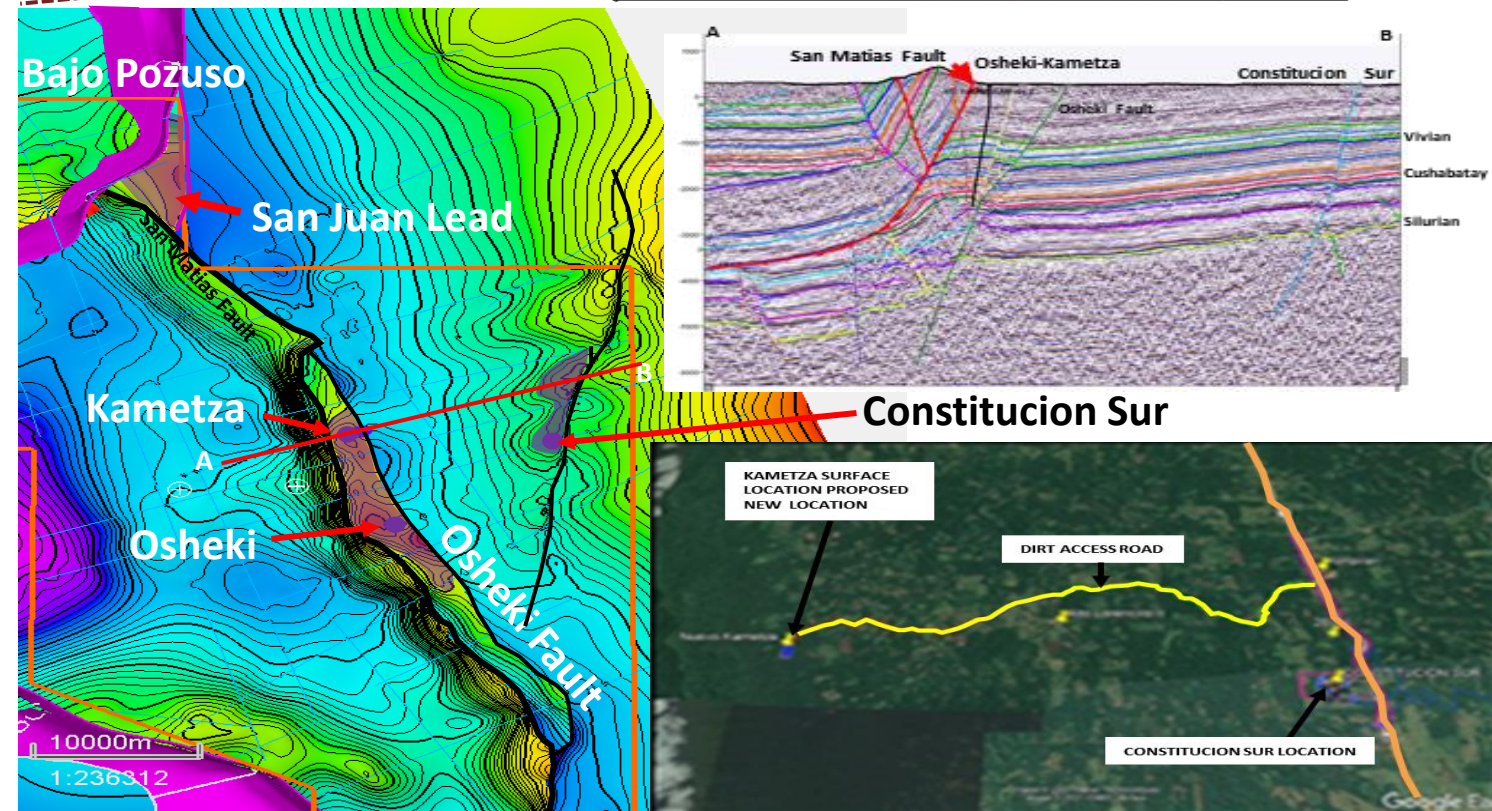 Bajo Pozuso
San Juan Lead
San Matias Fault
Kametza
A
B
Osheki
Osheki Fault
Constitucion Sur
10000m
1:236312
A
B
San Matias Fault
Osheki-Kametza
Constitucion Sur
Osheki Fault
Vivian
Cushabatay
Silurian
KAMETZA SURFACE
LOCATION PROPOSED
NEW LOCATION
DIRT ACCESS ROAD
CONSTITUCION SUR LOCATION